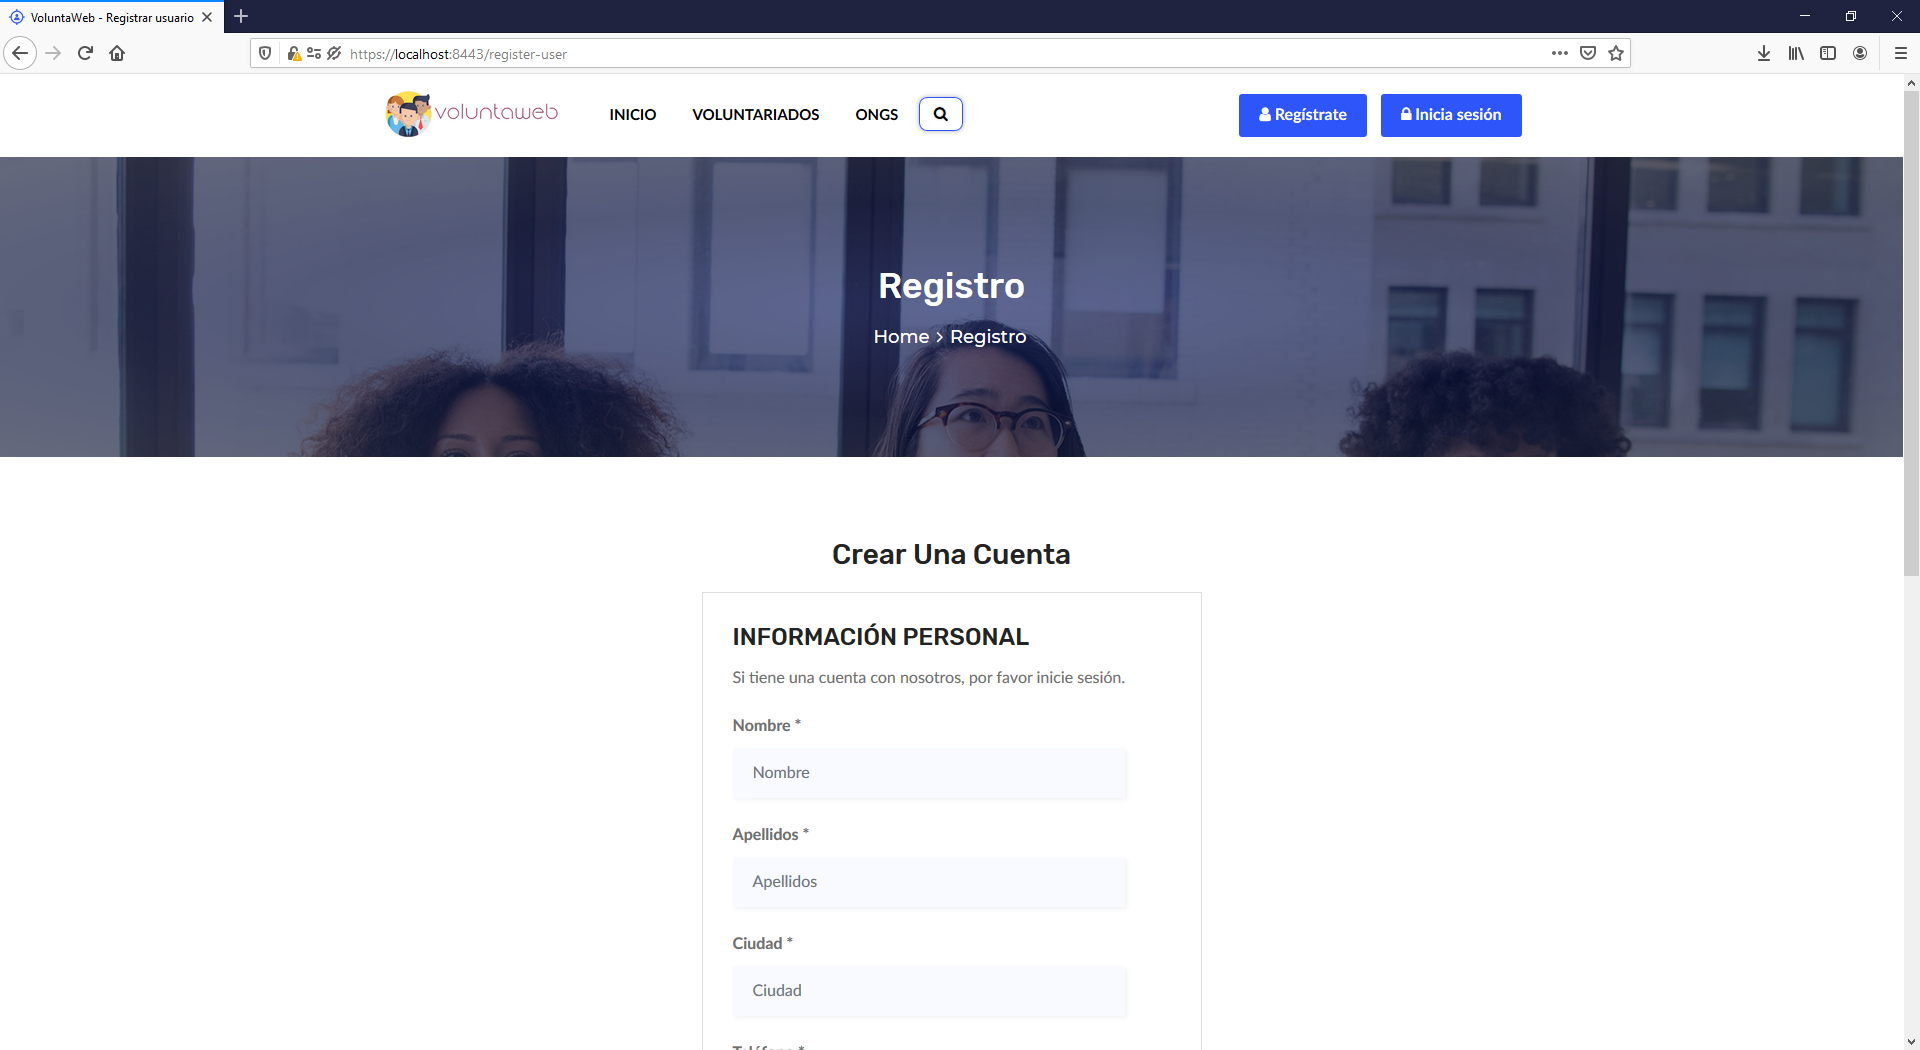 VoluntaWeb - Registrar usuario
https://localhost:8443/register-user
voluntaweb
INICIO
VOLUNTARIADOS
ONGS
Regístrate
Inicia sesión
Registro
Home > Registro
Crear Una Cuenta
INFORMACIÓN PERSONAL
Si tiene una cuenta con nosotros, por favor inicie sesión.
Nombre *
Nombre
Apellidos *
Apellidos
Ciudad *
Ciudad